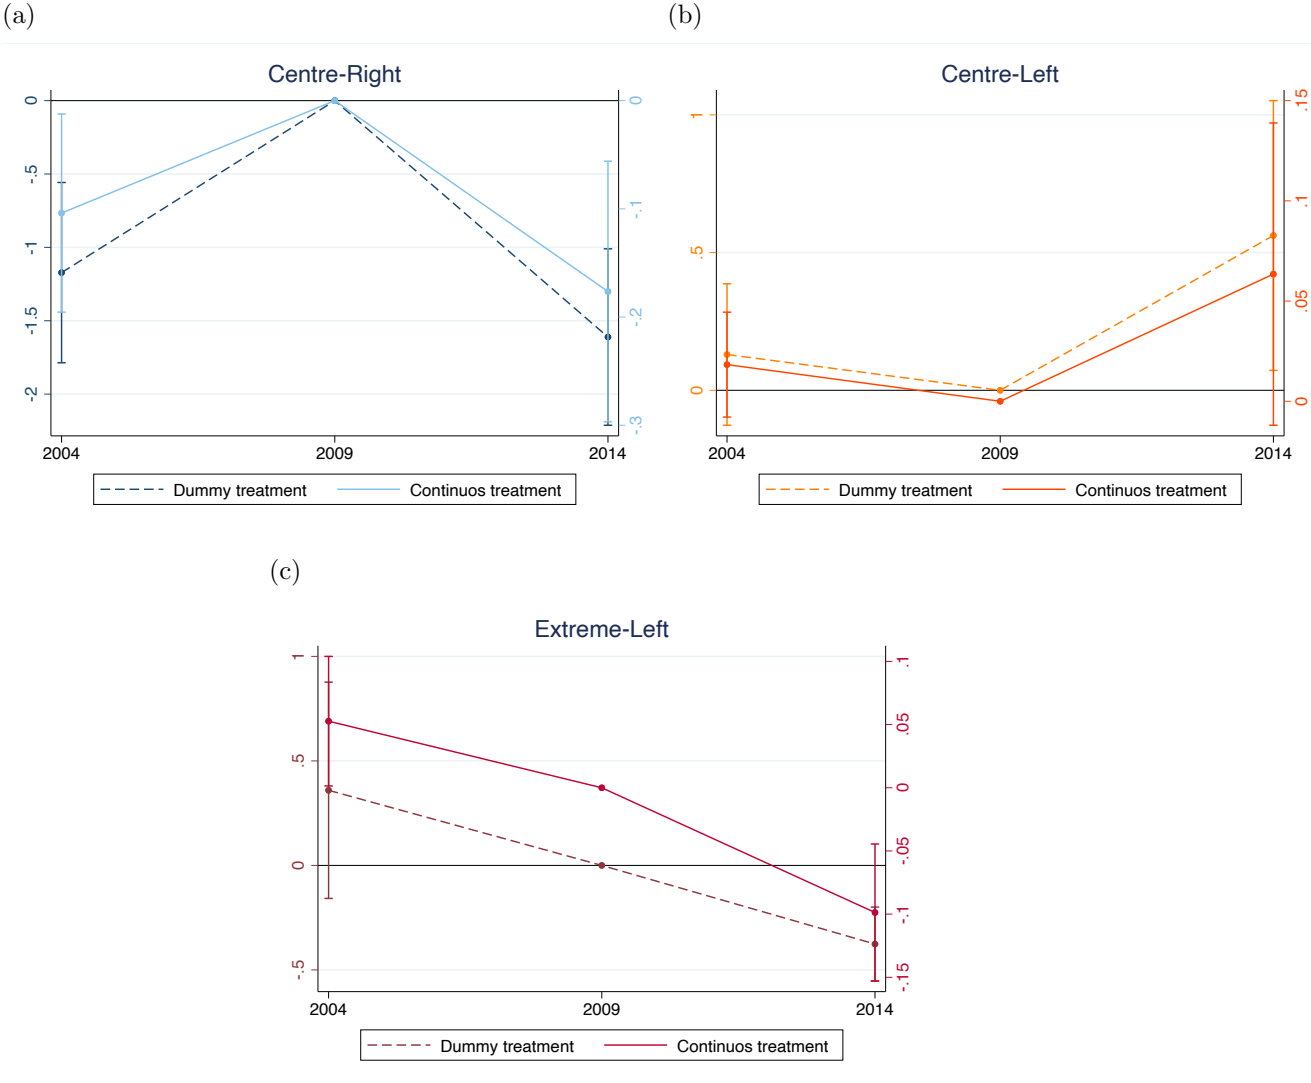 (a)
Centre-Right
0
-.5
-1
-1.5
-2
0
-.1
-.2
-.3
2004 2009 2014
Dummy treatment Continuos treatment
(b)
Centre-Left
1
.5
0
.15
.1
.05
0
2004 2009 2014
Dummy treatment Continuos treatment
(c)
Extreme-Left
1
.5
0
-.5
.1
.05
0
-.05
-.1
-.15
2004 2009 2014
Dummy treatment Continuos treatment